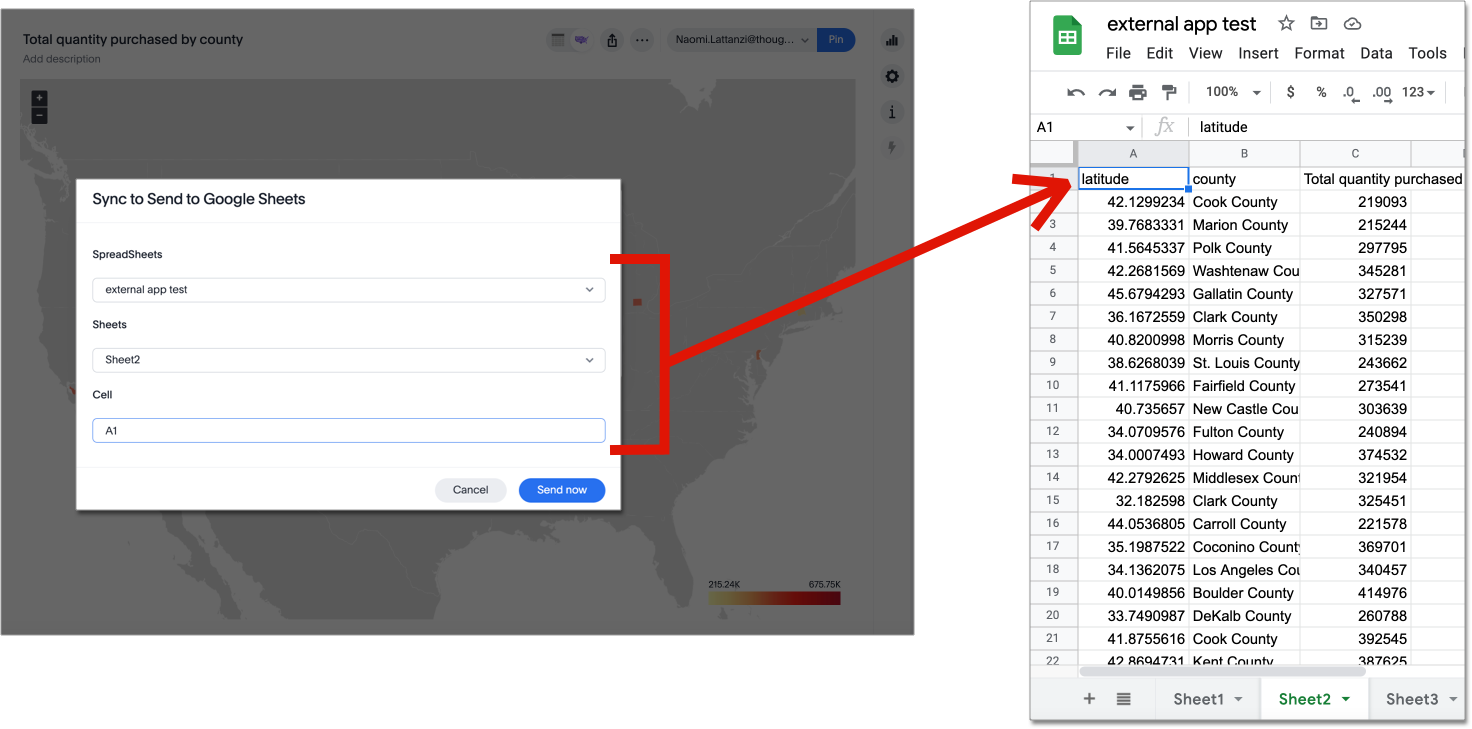 Total quantity purchased by county
Add description
Naomi.Lattanzi@thoug...
Pin
+
−
i
Sync to Send to Google Sheets
SpreadSheets
external app test
Sheets
Sheet2
Cell
A1
Cancel
Send now
215.24K 675.75K
external app test
File Edit View Insert Format Data Tools
100% $ % .0 .00 123
A1 fx latitude
A B C
1 latitude county Total quantity purchased
42.1299234 Cook County 219093
3 39.7683331 Marion County 215244
4 41.5645337 Polk County 297795
5 42.2681569 Washtenaw Cou 345281
6 45.6794293 Gallatin County 327571
7 36.1672559 Clark County 350298
8 40.8200998 Morris County 315239
9 38.6268039 St. Louis County 243662
10 41.1175966 Fairfield County 273541
11 40.735657 New Castle Cou 303639
12 34.0709576 Fulton County 240894
13 34.0007493 Howard County 374532
14 42.2792625 Middlesex Count 321954
15 32.182598 Clark County 325451
16 44.0536805 Carroll County 221578
17 35.1987522 Coconino County 369701
18 34.1362075 Los Angeles Cou 340457
19 40.0149856 Boulder County 414976
20 33.7490987 DeKalb County 260788
21 41.8755616 Cook County 392545
22 42.8694731 Kent County 387625
+ Sheet1 Sheet2 Sheet3